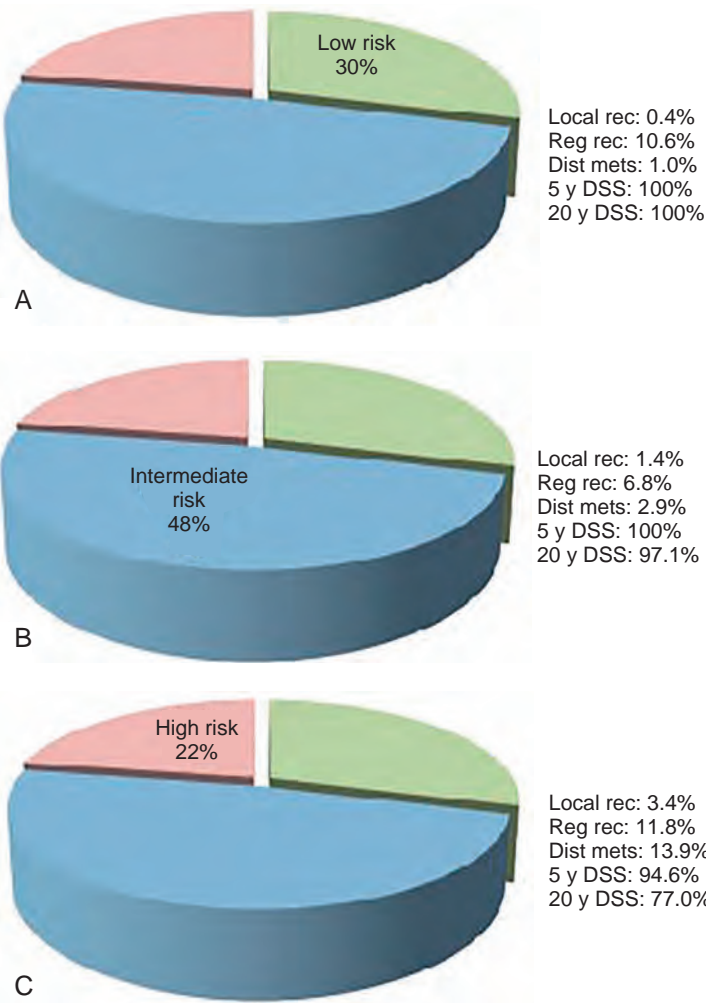 Low risk
30%
Local rec: 0.4%
Reg rec: 10.6%
Dist mets: 1.0%
5 y DSS: 100%
20 y DSS: 100%
A
Intermediate
risk
48%
Local rec: 1.4%
Reg rec: 6.8%
Dist mets: 2.9%
5 y DSS: 100%
20 y DSS: 97.1%
B
High risk
22%
Local rec: 3.4%
Reg rec: 11.8%
Dist mets: 13.9%
5 y DSS: 94.6%
20 y DSS: 77.0%
C